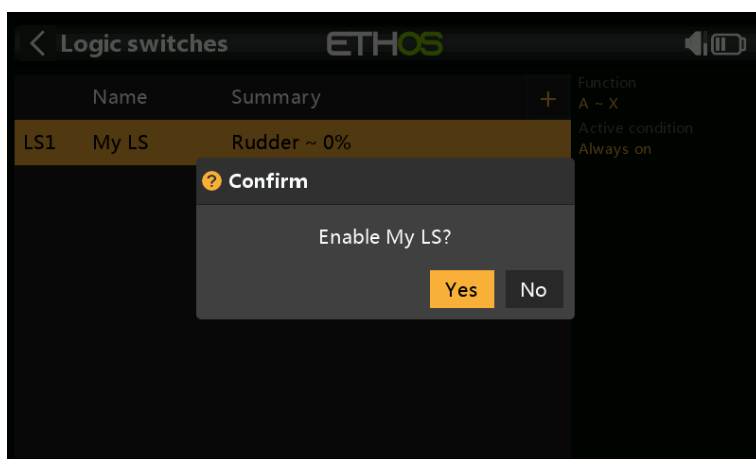 Logic switches
ETHOS
Name Summary +
Function
A ~ X
LS1 My LS Rudder ~ 0%
Active condition
Always on
? Confirm
Enable My LS?
Yes No